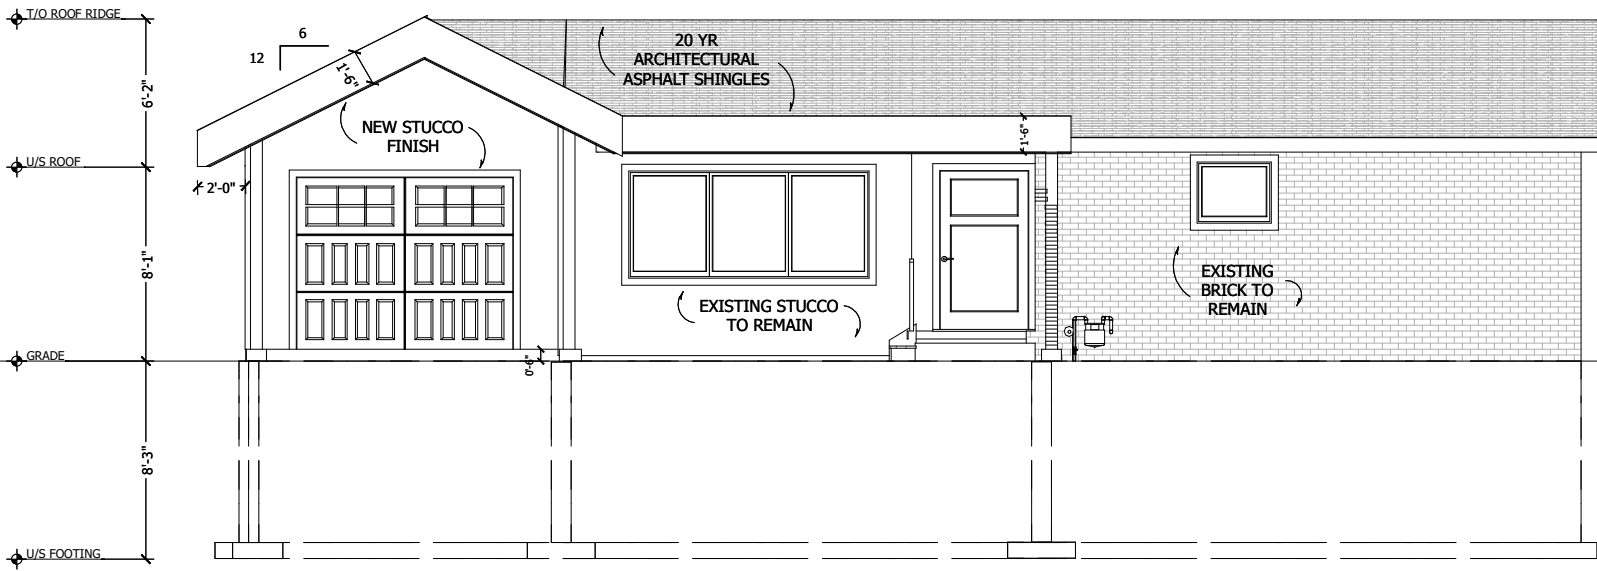 T/O ROOF RIDGE
6
12
1'-6"
20 YR
ARCHITECTURAL
ASPHALT SHINGLES
6'-2"
NEW STUCCO
FINISH
1'-6"
U/S ROOF
2'-0"
8'-1"
EXISTING
BRICK TO
REMAIN
EXISTING STUCCO
TO REMAIN
GRADE
0'-6"
8'-3"
U/S FOOTING